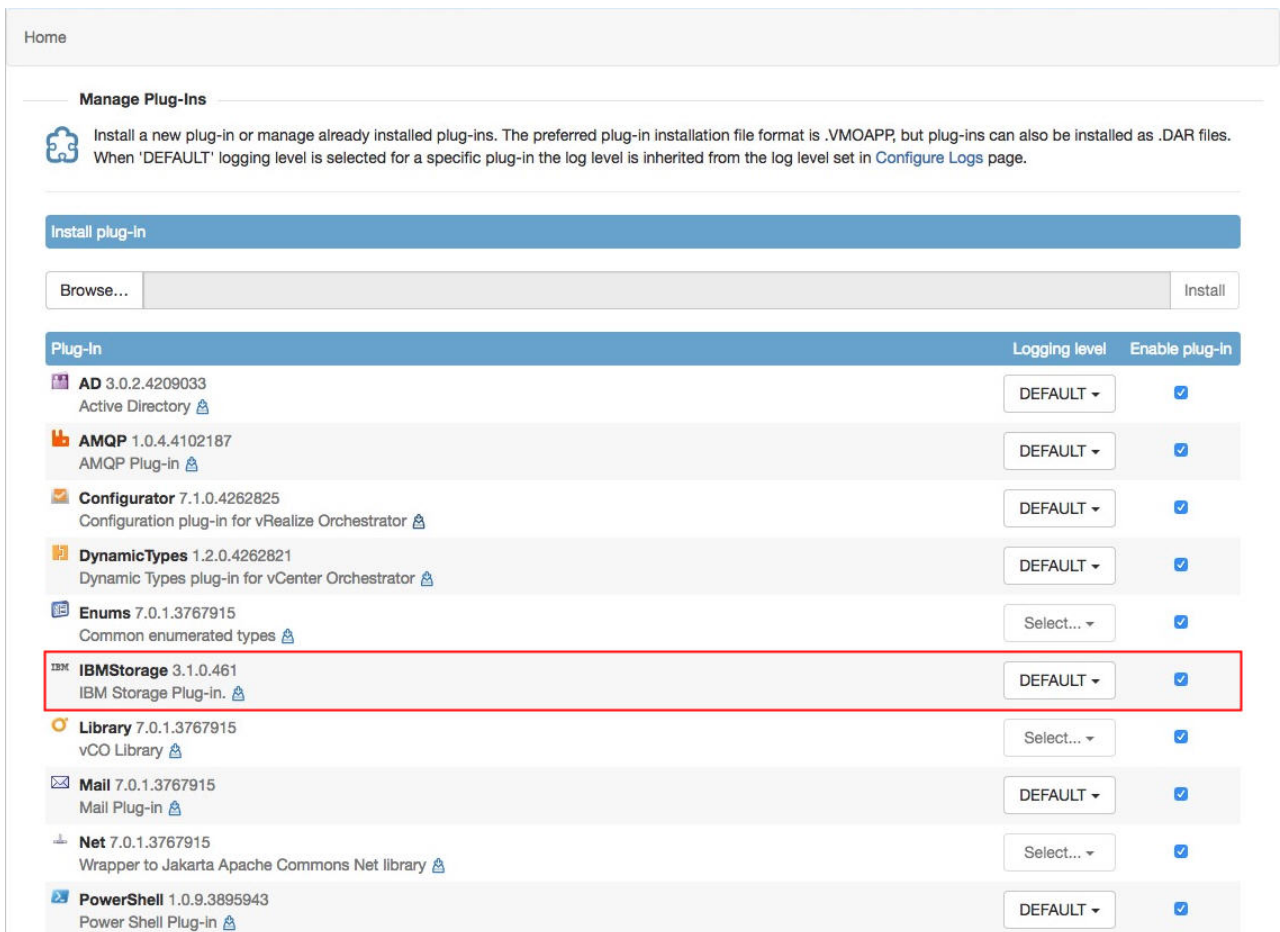 Home
Manage Plug-Ins
Install a new plug-in or manage already installed plug-ins. The preferred plug-in installation file format is .VMOAPP, but plug-ins can also be installed as .DAR files.
When 'DEFAULT' logging level is selected for a specific plug-in the log level is inherited from the log level set in Configure Logs page.
Install plug-in
Browse... Install
Plug-In Logging level Enable plug-in
AD 3.0.2.4209033
Active Directory
DEFAULT
AMQP 1.0.4.4102187
AMQP Plug-in
DEFAULT
Configurator 7.1.0.4262825
Configuration plug-in for vRealize Orchestrator
DEFAULT
DynamicTypes 1.2.0.4262821
Dynamic Types plug-in for vCenter Orchestrator
DEFAULT
Enums 7.0.1.3767915
Common enumerated types
Select...
IBM IBMStorage 3.1.0.461
IBM Storage Plug-in.
DEFAULT
Library 7.0.1.3767915
vCO Library
Select...
Mail 7.0.1.3767915
Mail Plug-in
DEFAULT
Net 7.0.1.3767915
Wrapper to Jakarta Apache Commons Net library
Select...
PowerShell 1.0.9.3895943
Power Shell Plug-in
DEFAULT